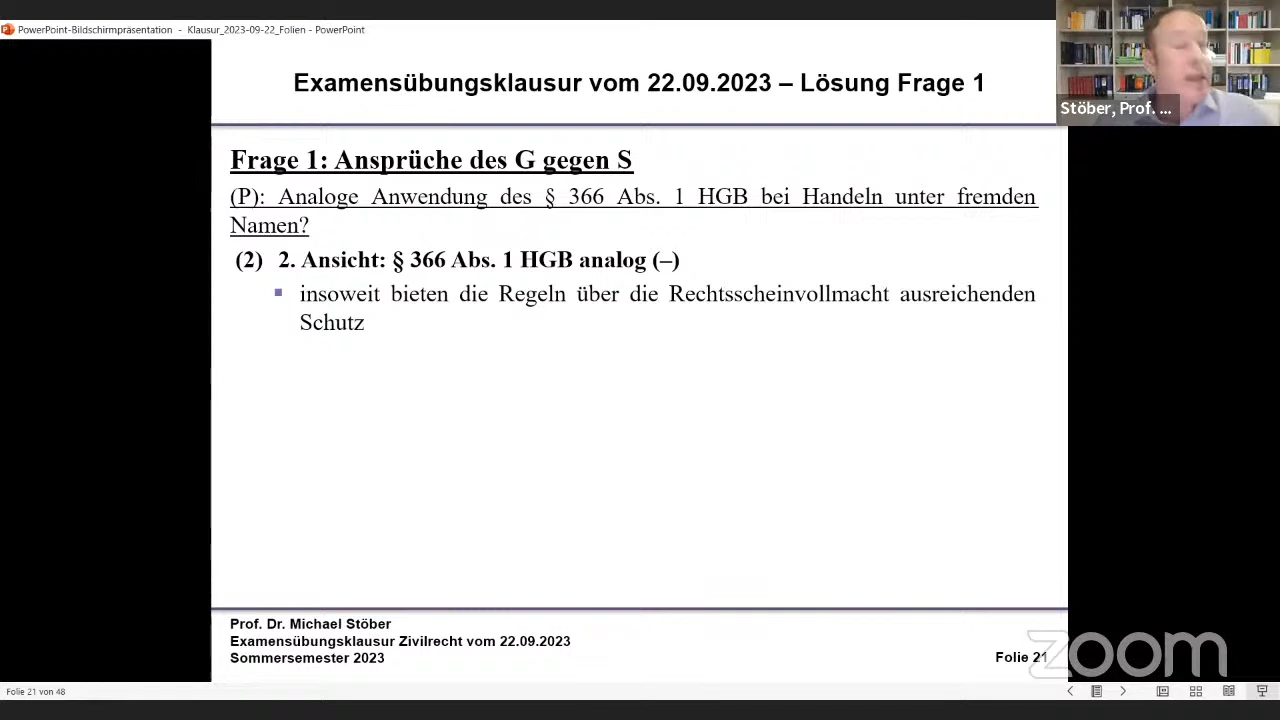 PowerPoint-Bildschirmpräsentation - Klausur_2023-09-22_Folien - PowerPoint
Stöber, Prof. ...
Examensübungsklausur vom 22.09.2023 – Lösung Frage 1
Frage 1: Ansprüche des G gegen S
(P): Analoge Anwendung des § 366 Abs. 1 HGB bei Handeln unter fremden
Namen?
(2) 2. Ansicht: § 366 Abs. 1 HGB analog (–)
insoweit bieten die Regeln über die Rechtsscheinvollmacht ausreichenden
Schutz
Prof. Dr. Michael Stöber
Examensübungsklausur Zivilrecht vom 22.09.2023
Sommersemester 2023
Folie 21
zoom
Folie 21 von 48